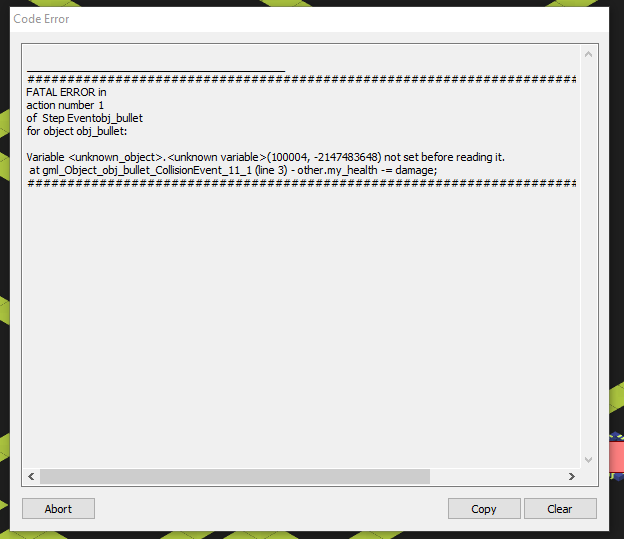 Code Error
___________________________________________
############################################################################
FATAL ERROR in
action number 1
of  Step Eventobj_bullet
for object obj_bullet:
Variable <unknown_object>.<unknown variable>(100004, -2147483648) not set before reading it.
 at gml_Object_obj_bullet_CollisionEvent_11_1 (line 3) - other.my_health -= damage;
############################################################################
Abort
Copy
Clear